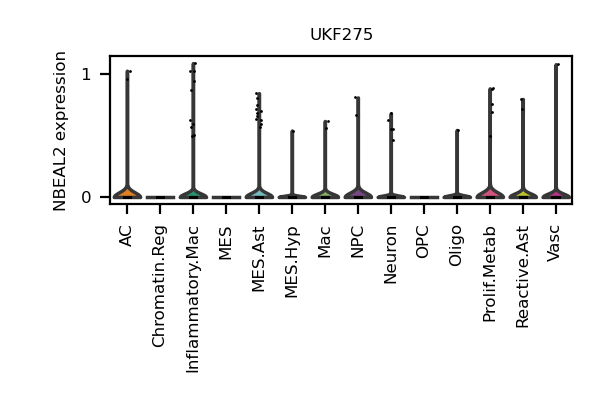 UKF275
NBEAL2 expression
1
0
AC
Chromatin.Reg
Inflammatory.Mac
MES
MES.Ast
MES.Hyp
Mac
NPC
Neuron
OPC
Oligo
Prolif.Metab
Reactive.Ast
Vasc